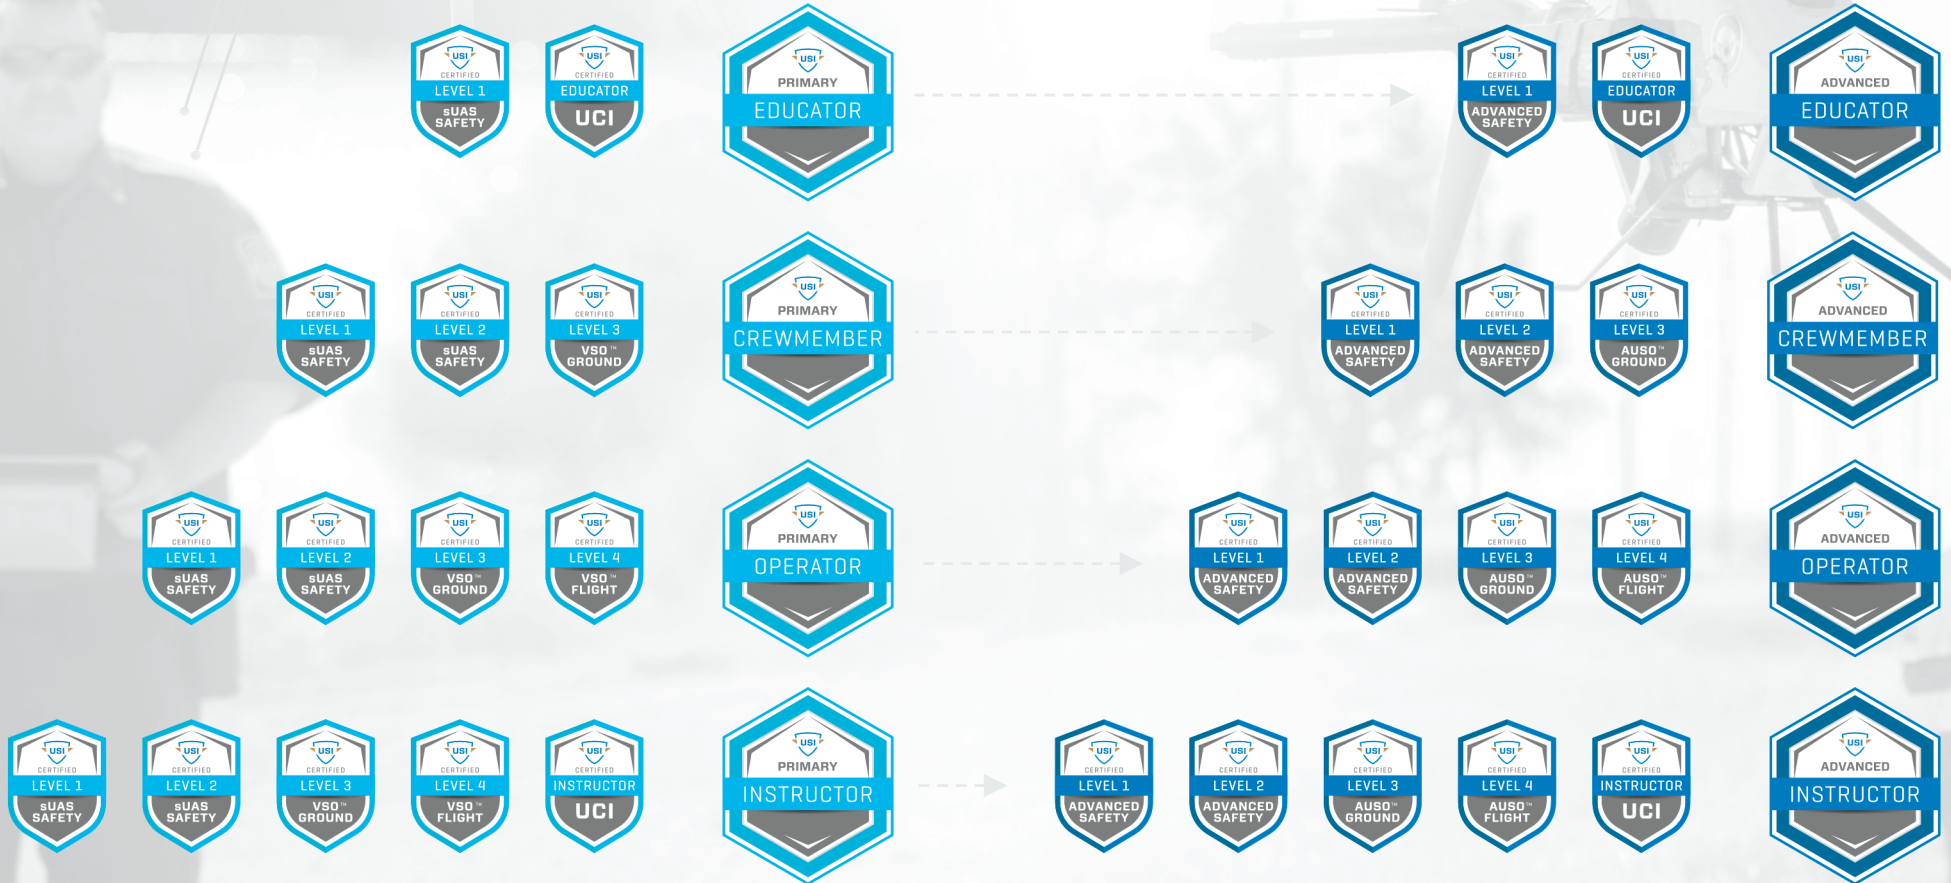 USI
CERTIFIED
LEVEL 1
sUAS
SAFETY
USI
CERTIFIED
EDUCATOR
UCI
USI
PRIMARY
EDUCATOR
USI
CERTIFIED
LEVEL 1
ADVANCED
SAFETY
USI
CERTIFIED
EDUCATOR
UCI
USI
ADVANCED
EDUCATOR
USI
CERTIFIED
LEVEL 1
sUAS
SAFETY
USI
CERTIFIED
LEVEL 2
sUAS
SAFETY
USI
CERTIFIED
LEVEL 3
VSO™
GROUND
USI
PRIMARY
CREWMEMBER
USI
CERTIFIED
LEVEL 1
ADVANCED
SAFETY
USI
CERTIFIED
LEVEL 2
ADVANCED
SAFETY
USI
CERTIFIED
LEVEL 3
AUSO™
GROUND
USI
ADVANCED
CREWMEMBER
USI
CERTIFIED
LEVEL 1
sUAS
SAFETY
USI
CERTIFIED
LEVEL 2
sUAS
SAFETY
USI
CERTIFIED
LEVEL 3
VSO™
GROUND
USI
CERTIFIED
LEVEL 4
VSO™
FLIGHT
USI
PRIMARY
OPERATOR
USI
CERTIFIED
LEVEL 1
ADVANCED
SAFETY
USI
CERTIFIED
LEVEL 2
ADVANCED
SAFETY
USI
CERTIFIED
LEVEL 3
AUSO™
GROUND
USI
CERTIFIED
LEVEL 4
AUSO™
FLIGHT
USI
ADVANCED
OPERATOR
USI
CERTIFIED
LEVEL 1
sUAS
SAFETY
USI
CERTIFIED
LEVEL 2
sUAS
SAFETY
USI
CERTIFIED
LEVEL 3
VSO™
GROUND
USI
CERTIFIED
LEVEL 4
VSO™
FLIGHT
USI
CERTIFIED
INSTRUCTOR
UCI
USI
PRIMARY
INSTRUCTOR
USI
CERTIFIED
LEVEL 1
ADVANCED
SAFETY
USI
CERTIFIED
LEVEL 2
ADVANCED
SAFETY
USI
CERTIFIED
LEVEL 3
AUSO™
GROUND
USI
CERTIFIED
LEVEL 4
AUSO™
FLIGHT
USI
CERTIFIED
INSTRUCTOR
UCI
USI
ADVANCED
INSTRUCTOR